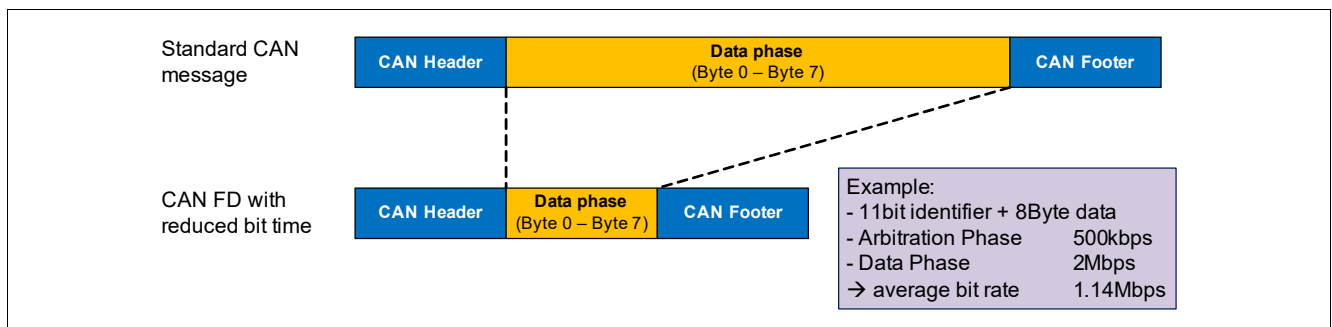 Standard CAN
message
CAN Header
Data phase
(Byte 0 – Byte 7)
CAN Footer
CAN FD with
reduced bit time
CAN Header
Data phase
(Byte 0 – Byte 7)
CAN Footer
Example:
- 11bit identifier + 8Byte data
- Arbitration Phase 500kbps
- Data Phase 2Mbps
→ average bit rate 1.14Mbps